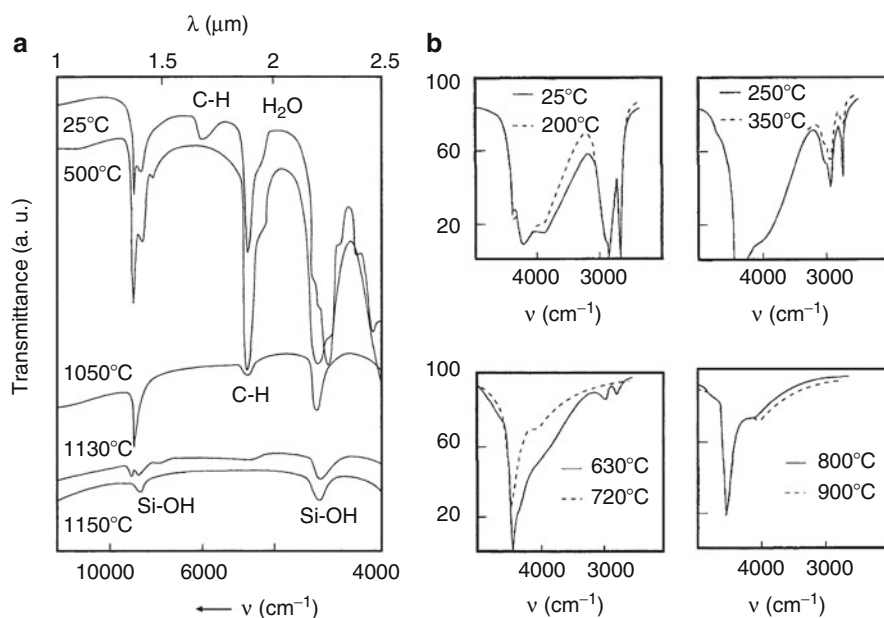 a
λ (μm)
1 1.5 2 2.5
C-H
H₂O
25°C
500°C
1050°C
C-H
1130°C
Si-OH
Si-OH
1150°C
Transmittance (a. u.)
10000 6000 4000
← ν (cm⁻¹)
b
100
60
20
25°C
200°C
4000 3000
ν (cm⁻¹)
250°C
350°C
4000 3000
ν (cm⁻¹)
100
60
20
630°C
720°C
4000 3000
ν (cm⁻¹)
800°C
900°C
4000 3000
ν (cm⁻¹)